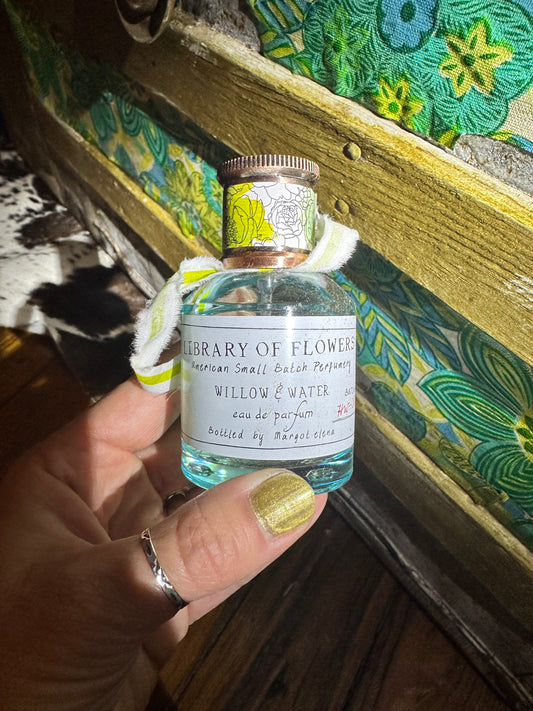 LIBRARY OF FLOWERS
American Small Batch Perfumery
WILLOW & WATER
eau de parfum
Bottled by Margot elena